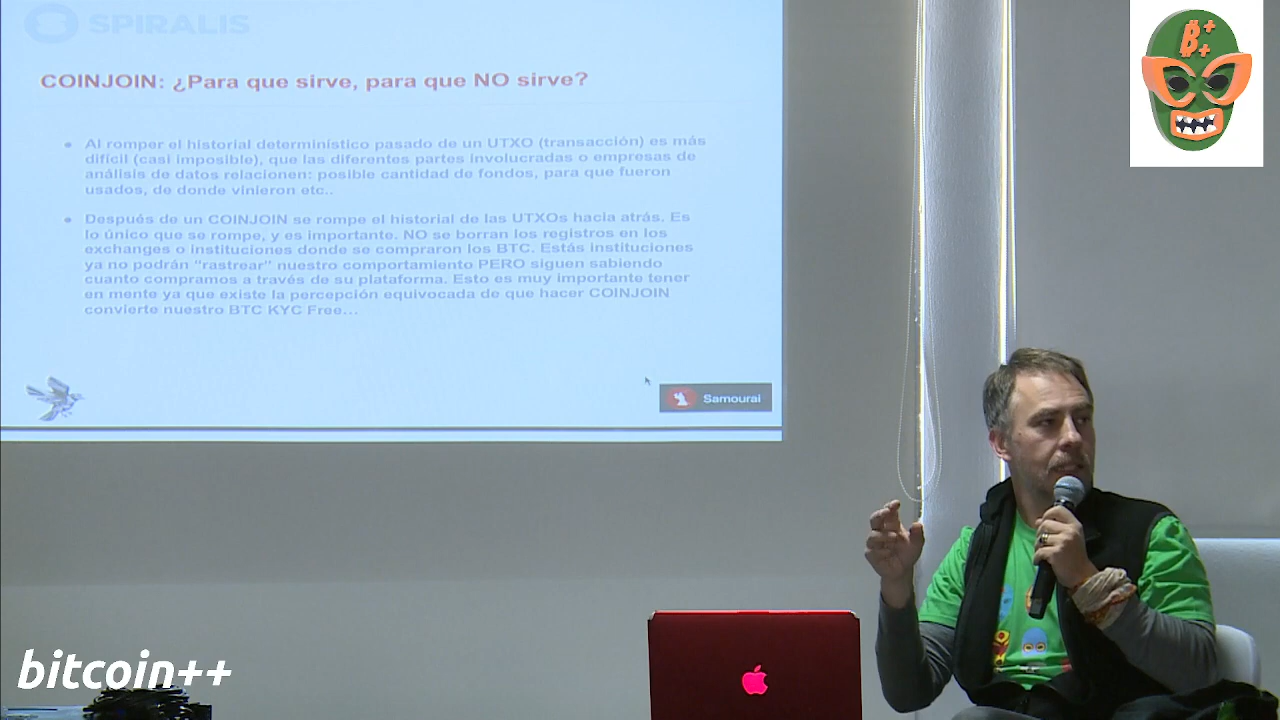 SPIRALIS
COINJOIN: ¿Para que sirve, para que NO sirve?
Al romper el historial determinístico pasado de un UTXO (transacción) es más
difícil (casi imposible), que las diferentes partes involucradas o empresas de
análisis de datos relacionen: posible cantidad de fondos, para que fueron
usados, de donde vinieron etc..
Después de un COINJOIN se rompe el historial de las UTXOs hacia atrás. Es
lo único que se rompe, y es importante. NO se borran los registros en los
exchanges o instituciones donde se compraron los BTC. Estás instituciones
ya no podrán "rastrear" nuestro comportamiento PERO siguen sabiendo
cuanto compramos a través de su plataforma. Esto es muy importante tener
en mente ya que existe la percepción equivocada de que hacer COINJOIN
convierte nuestro BTC KYC Free...
Samourai
B++
bitcoin++